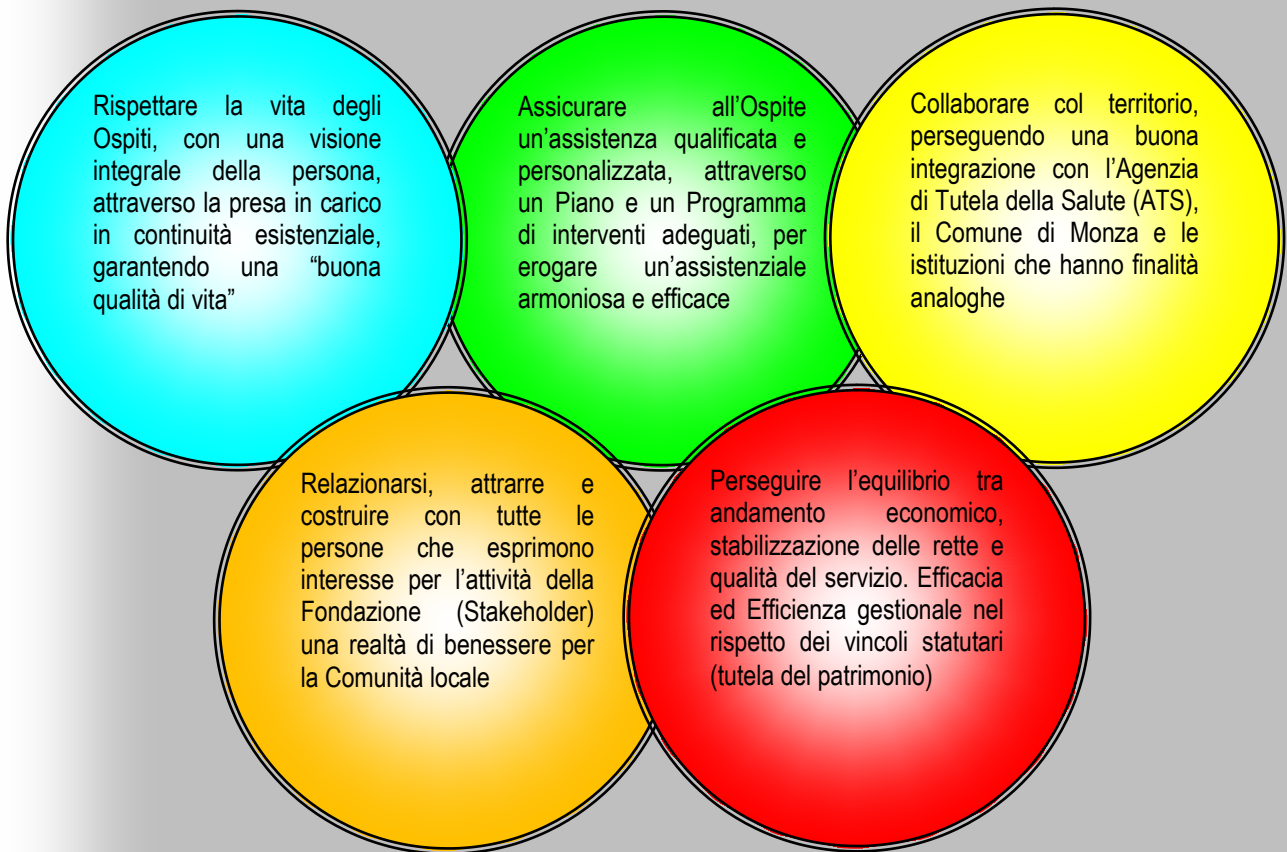 Rispettare la vita degli
Ospiti, con una visione
integrale della persona,
attraverso la presa in carico
in continuità esistenziale,
garantendo una “buona
qualità di vita”
Assicurare all’Ospite
un’assistenza qualificata e
personalizzata, attraverso
un Piano e un Programma
di interventi adeguati, per
erogare un’assistenziale
armoniosa e efficace
Collaborare col territorio,
perseguendo una buona
integrazione con l’Agenzia
di Tutela della Salute (ATS),
il Comune di Monza e le
istituzioni che hanno finalità
analoghe
Relazionarsi, attrarre e
costruire con tutte le
persone che esprimono
interesse per l’attività della
Fondazione (Stakeholder)
una realtà di benessere per
la Comunità locale
Perseguire l’equilibrio tra
andamento economico,
stabilizzazione delle rette e
qualità del servizio. Efficacia
ed Efficienza gestionale nel
rispetto dei vincoli statutari
(tutela del patrimonio)